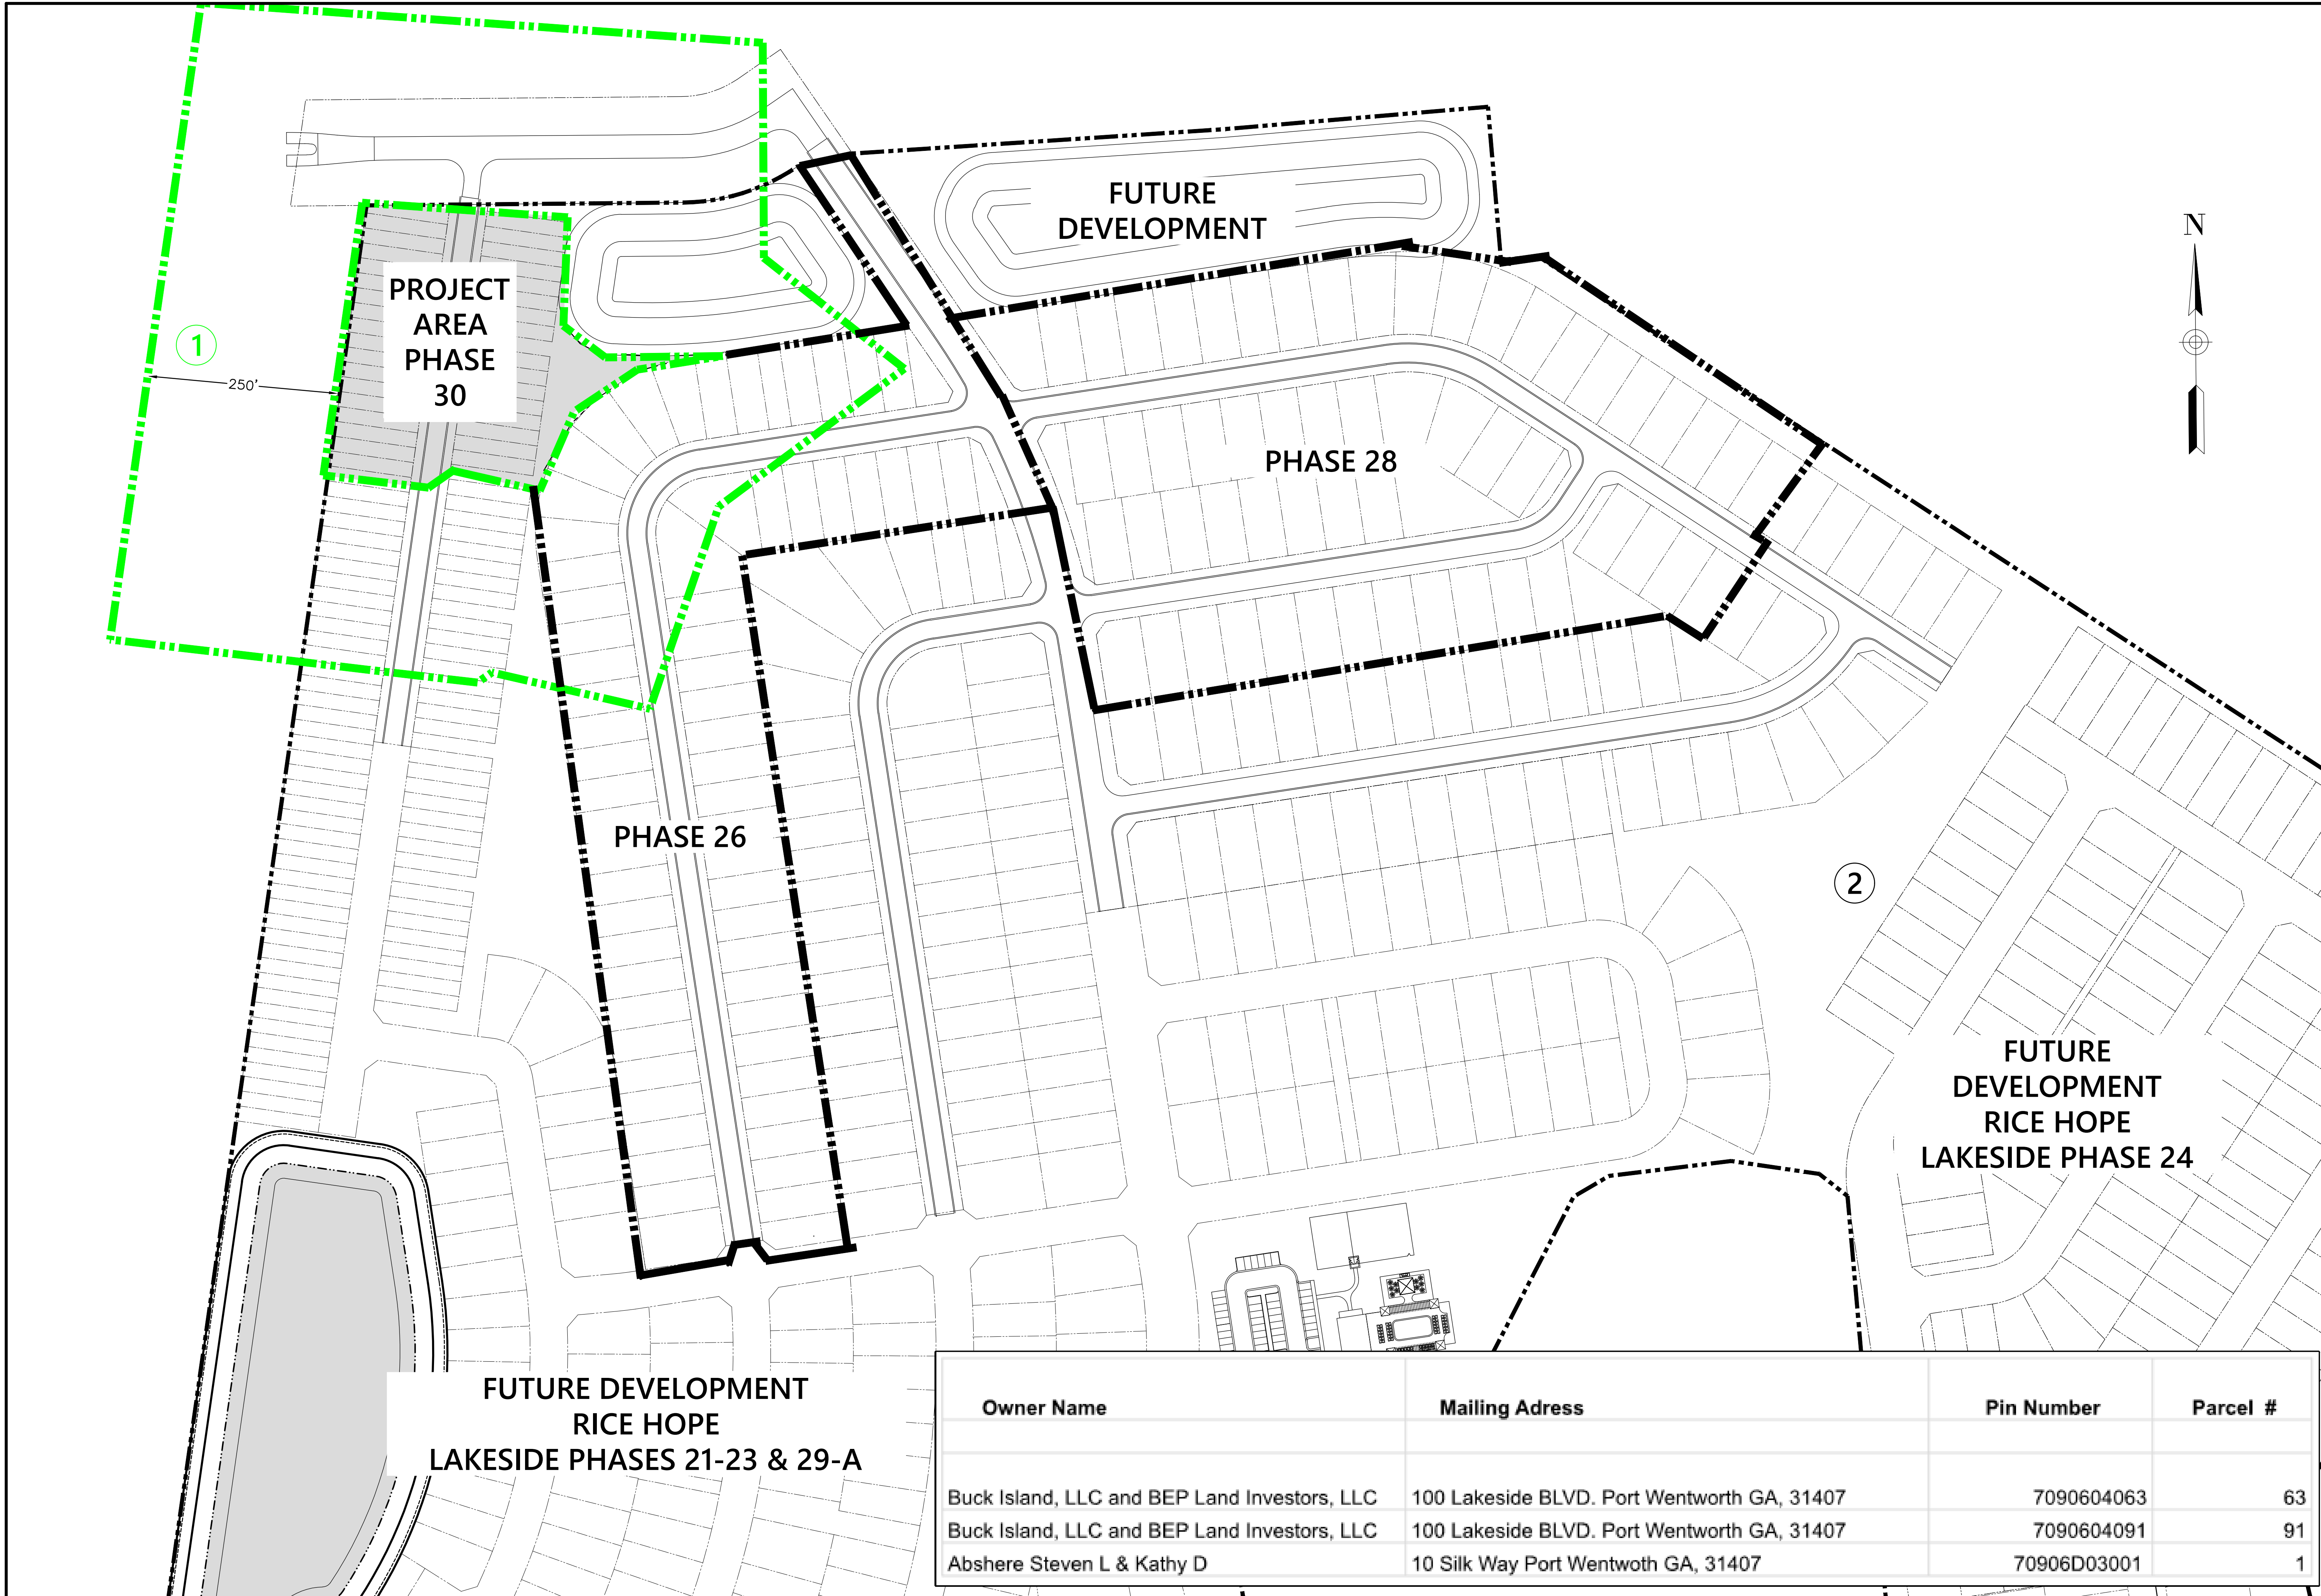 FUTURE
DEVELOPMENT
N
PROJECT
AREA
PHASE
30
1
250'
PHASE 28
PHASE 26
2
FUTURE
DEVELOPMENT
RICE HOPE
LAKESIDE PHASE 24
FUTURE DEVELOPMENT
RICE HOPE
LAKESIDE PHASES 21-23 & 29-A
Owner Name Mailing Adress Pin Number Parcel #
Buck Island, LLC and BEP Land Investors, LLC 100 Lakeside BLVD. Port Wentworth GA, 31407 7090604063 63
Buck Island, LLC and BEP Land Investors, LLC 100 Lakeside BLVD. Port Wentworth GA, 31407 7090604091 91
Abshere Steven L & Kathy D 10 Silk Way Port Wentwoth GA, 31407 70906D03001 1